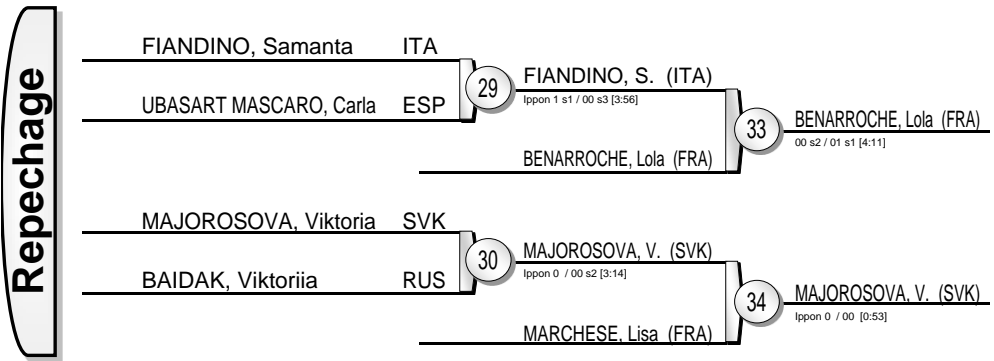 Repechage
FIANDINO, Samanta ITA
UBASART MASCARO, Carla ESP
29
FIANDINO, S. (ITA)
Ippon 1 s1 / 00 s3 [3:56]
BENARROCHE, Lola (FRA)
33
BENARROCHE, Lola (FRA)
00 s2 / 01 s1 [4:11]
MAJOROSOVA, Viktoria SVK
BAIDAK, Viktoriia RUS
30
MAJOROSOVA, V. (SVK)
Ippon 0 / 00 s2 [3:14]
MARCHESE, Lisa (FRA)
34
MAJOROSOVA, V. (SVK)
Ippon 0 / 00 [0:53]